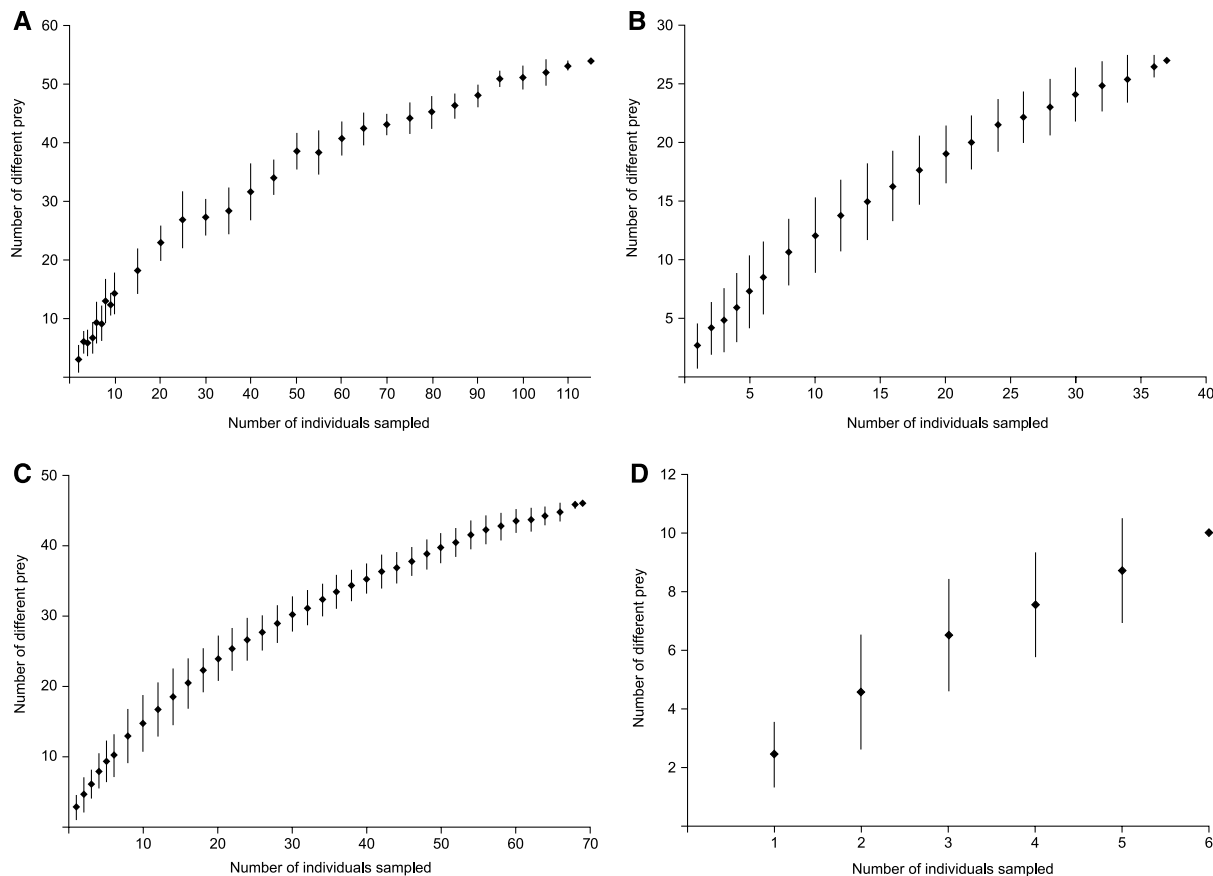 A
60
50
40
30
20
10
Number of different prey
10 20 30 40 50 60 70 80 90 100 110
Number of individuals sampled
B
30
25
20
15
10
5
Number of different prey
5 10 15 20 25 30 35 40
Number of individuals sampled
C
50
40
30
20
10
Number of different prey
10 20 30 40 50 60 70
Number of individuals sampled
D
12
10
8
6
4
2
Number of different prey
1 2 3 4 5 6
Number of individuals sampled